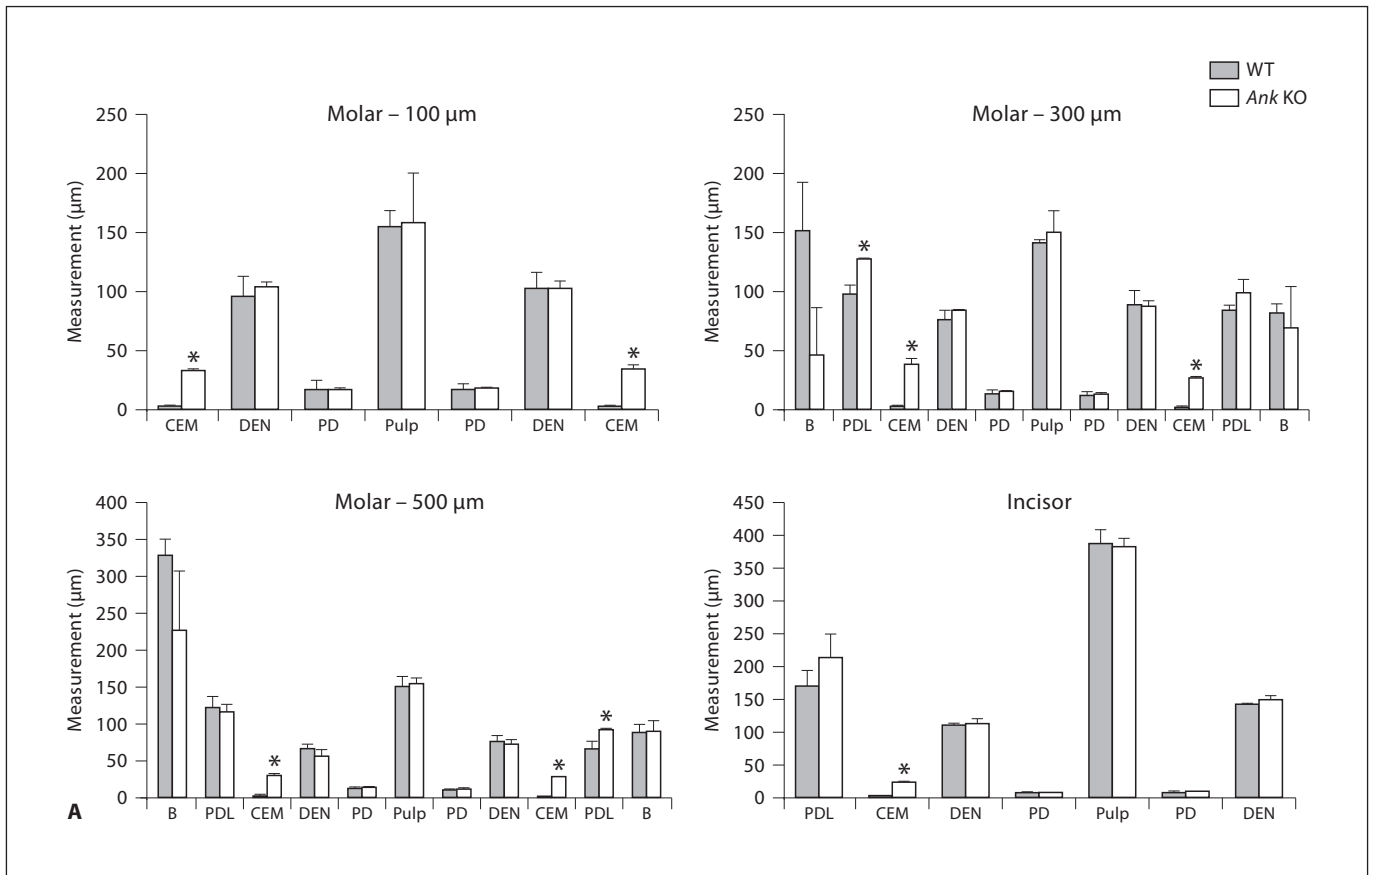 WT
Ank KO
Molar – 100 µm
Measurement (µm)
250
200
150
100
50
0
*
*
CEM DEN PD Pulp PD DEN CEM
Molar – 300 µm
Measurement (µm)
250
200
150
100
50
0
*
*
*
B PDL CEM DEN PD Pulp PD DEN CEM PDL B
Molar – 500 µm
Measurement (µm)
400
350
300
250
200
150
100
50
0
*
*
*
B PDL CEM DEN PD Pulp PD DEN CEM PDL B
A
Incisor
Measurement (µm)
450
400
350
300
250
200
150
100
50
0
*
PDL CEM DEN PD Pulp PD DEN